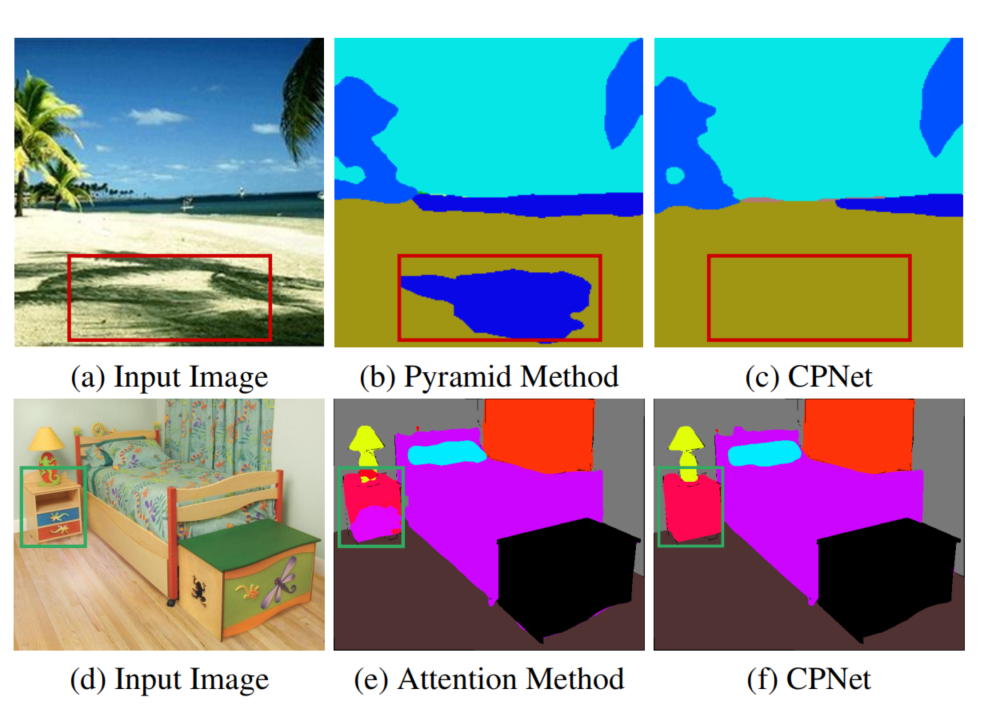 (a) Input Image (b) Pyramid Method (c) CPNet
(d) Input Image (e) Attention Method (f) CPNet